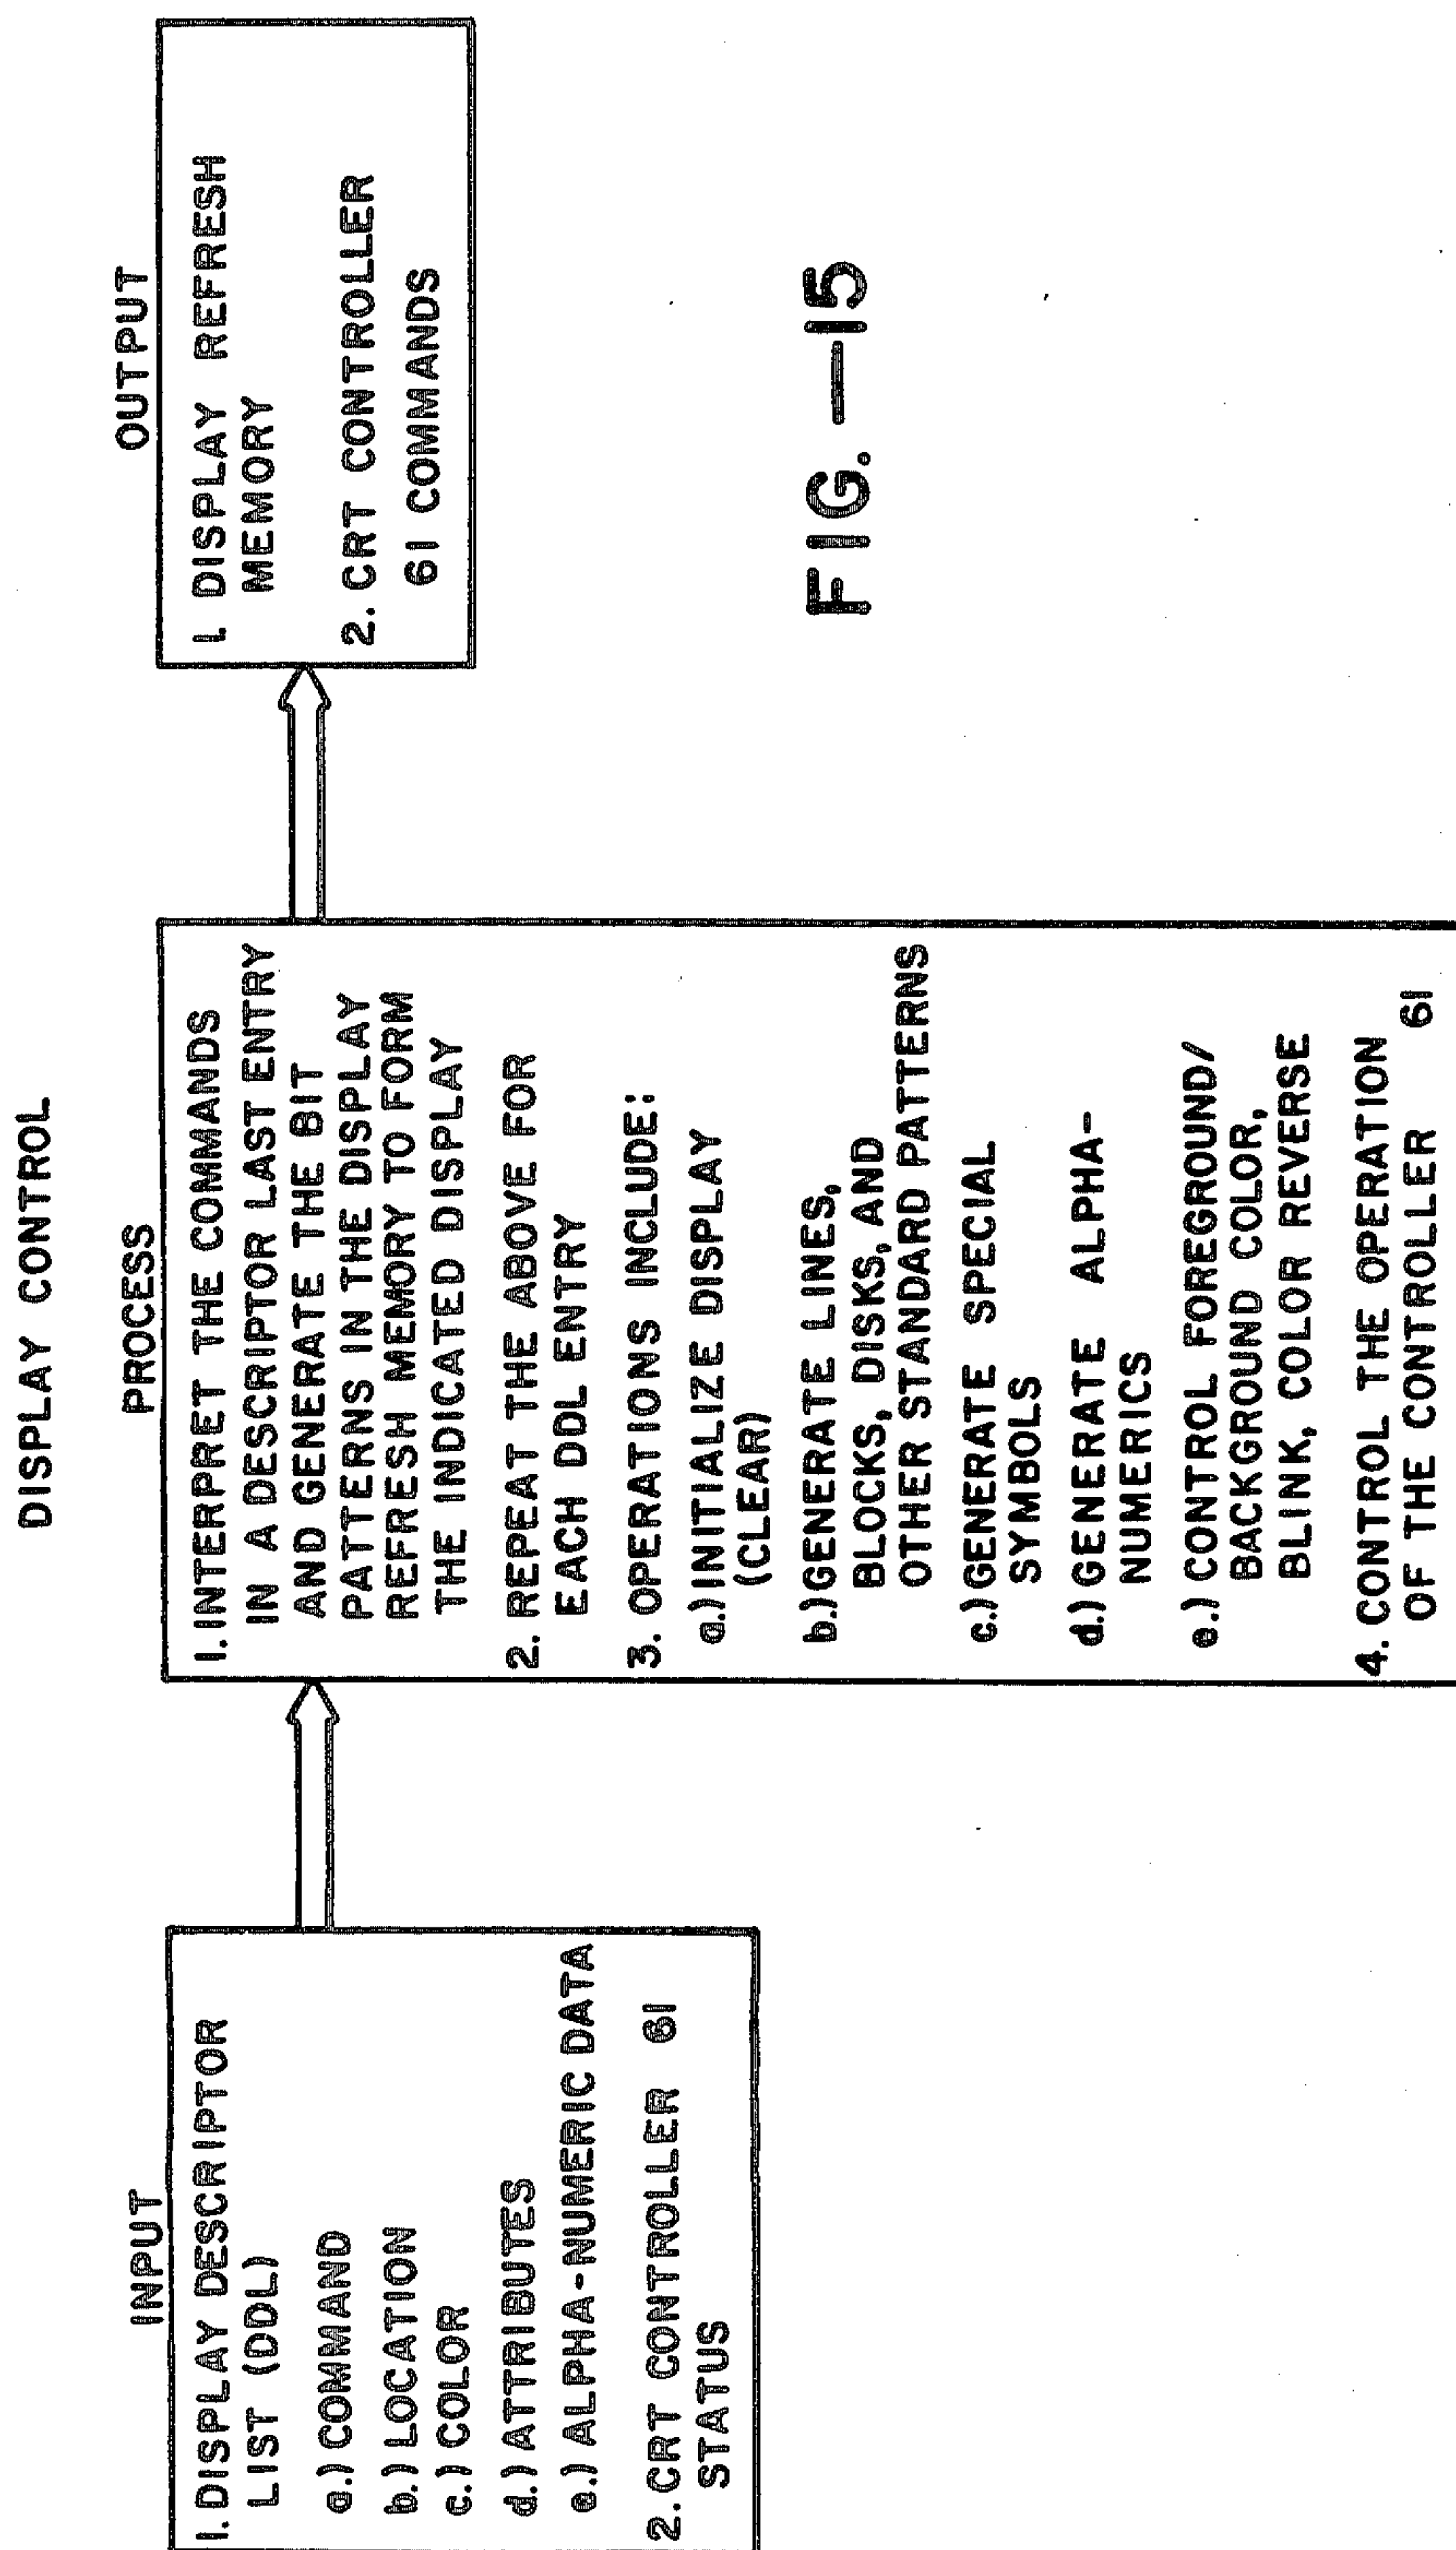 DISPLAY CONTROL
INPUT
1. DISPLAY DESCRIPTOR
LIST (DDL)
a.) COMMAND
b.) LOCATION
c.) COLOR
d.) ATTRIBUTES
e.) ALPHA-NUMERIC DATA
2. CRT CONTROLLER 61
STATUS
PROCESS
1. INTERPRET THE COMMANDS
IN A DESCRIPTOR LAST ENTRY
AND GENERATE THE BIT
PATTERNS IN THE DISPLAY
REFRESH MEMORY TO FORM
THE INDICATED DISPLAY
2. REPEAT THE ABOVE FOR
EACH DDL ENTRY
3. OPERATIONS INCLUDE:
a.) INITIALIZE DISPLAY
(CLEAR)
b.) GENERATE LINES,
BLOCKS, DISKS, AND
OTHER STANDARD PATTERNS
c.) GENERATE SPECIAL
SYMBOLS
d.) GENERATE ALPHA-
NUMERICS
e.) CONTROL FOREGROUND/
BACKGROUND COLOR,
BLINK, COLOR REVERSE
4. CONTROL THE OPERATION
OF THE CONTROLLER 61
OUTPUT
1. DISPLAY REFRESH
MEMORY
2. CRT CONTROLLER
61 COMMANDS
FIG.—15